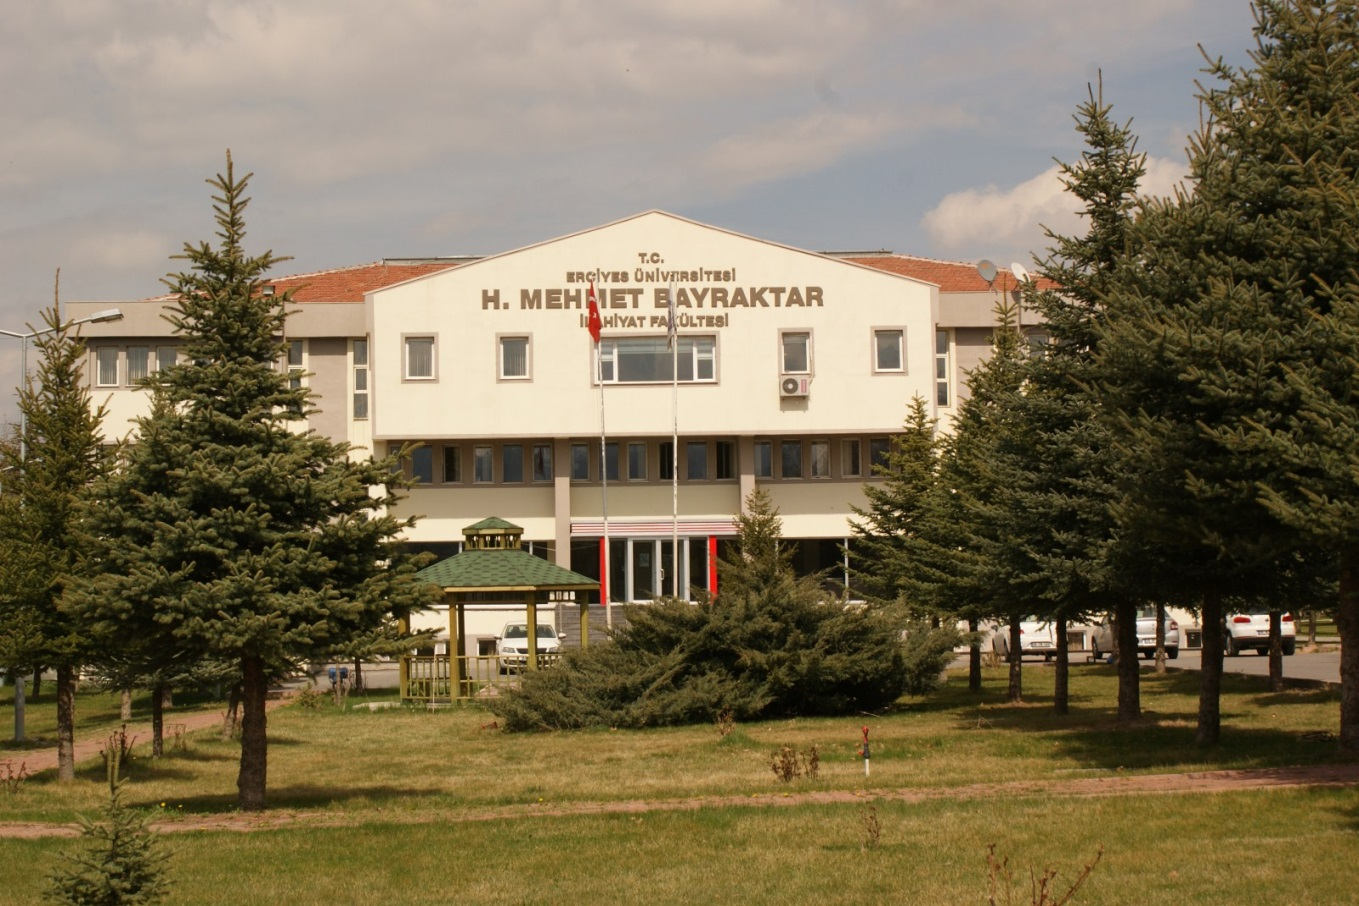 T.C.
ERCİYES ÜNİVERSİTESİ
H. MEHMET BAYRAKTAR
İLAHİYAT FAKÜLTESİ